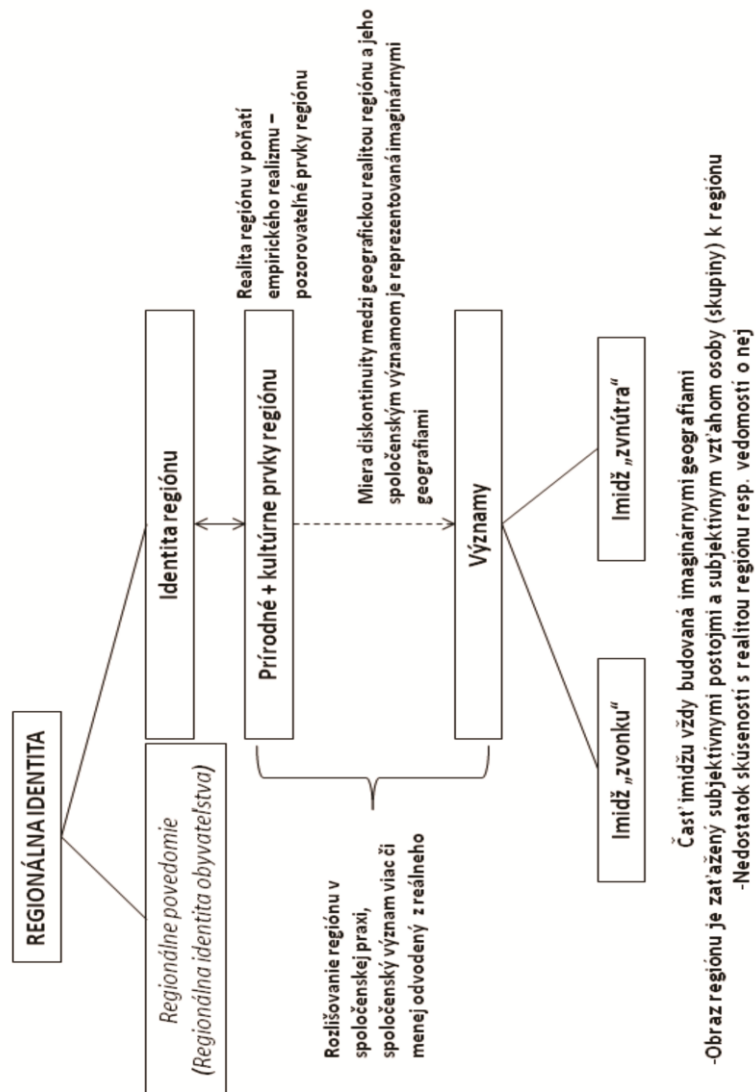 REGIONÁLNA IDENTITA
Regionálne povedomie
(Regionálna identita obyvateľstva)
Identita regiónu
Prírodné + kultúrne prvky regiónu
Realita regiónu v poňatí
empirického realizmu –
pozorovateľné prvky regiónu
Rozlišovanie regiónu v
spoločenskej praxi,
spoločenský význam viac či
menej odvodený z reálneho
Miera diskontinuity medzi geografickou realitou regiónu a jeho
spoločenským významom je reprezentovaná imaginárnymi
geografiami
Významy
Imidž „zvonku“
Imidž „zvnútra“
Časť imidžu vždy budovaná imaginárnymi geografiami
-Obraz regiónu je zaťažený subjektívnymi postojmi a subjektívnym vzťahom osoby (skupiny) k regiónu
-Nedostatok skúseností s realitou regiónu resp. vedomostí o nej